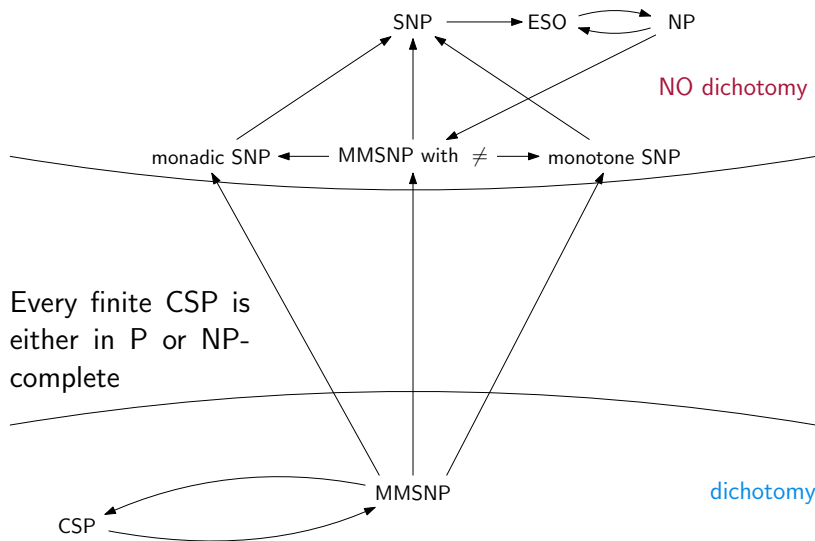 SNP ESO NP
NO dichotomy
monadic SNP MMSNP with ≠ monotone SNP
Every finite CSP is
either in P or NP-
complete
MMSNP
dichotomy
CSP